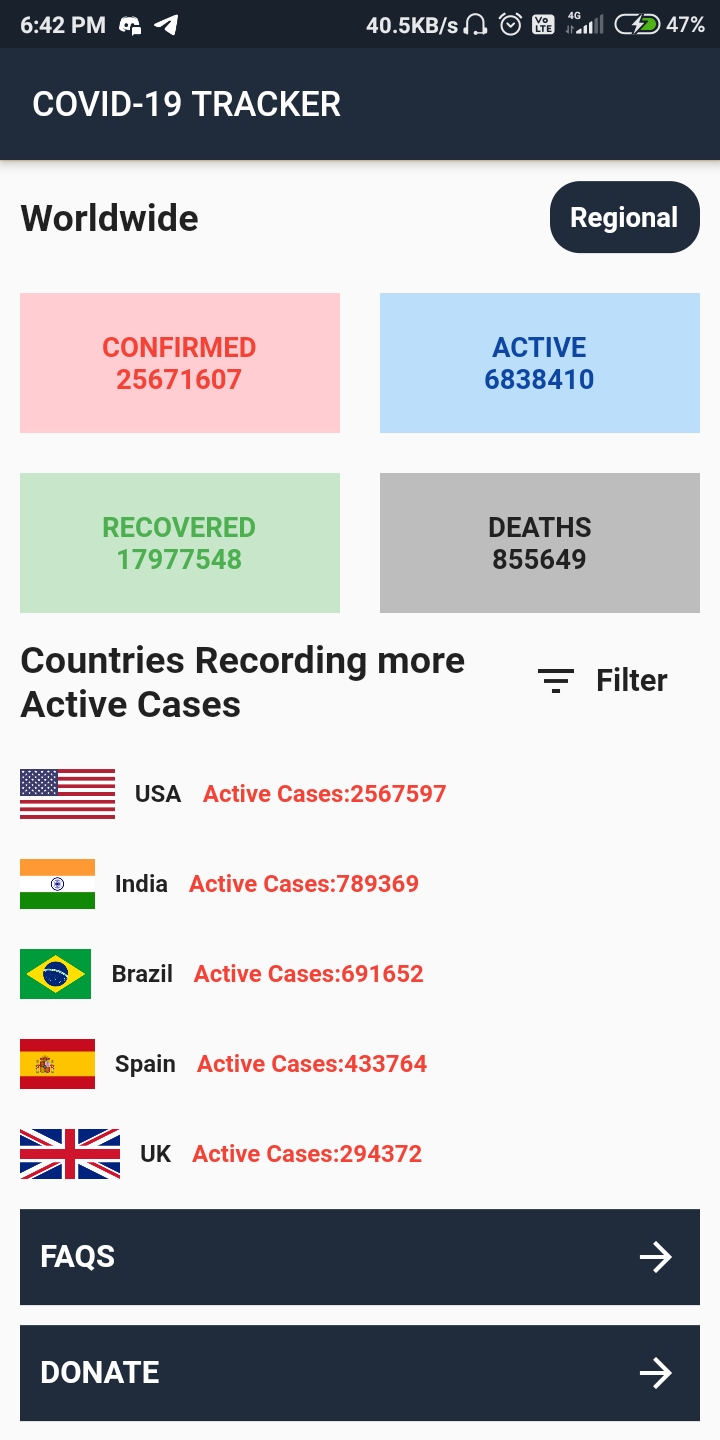 6:42 PM 40.5KB/s Vo LTE 4G 47%
COVID-19 TRACKER
Worldwide Regional
CONFIRMED ACTIVE
25671607 6838410
RECOVERED DEATHS
17977548 855649
Countries Recording more
Active Cases
Filter
USA Active Cases:2567597
India Active Cases:789369
Brazil Active Cases:691652
Spain Active Cases:433764
UK Active Cases:294372
FAQS
DONATE